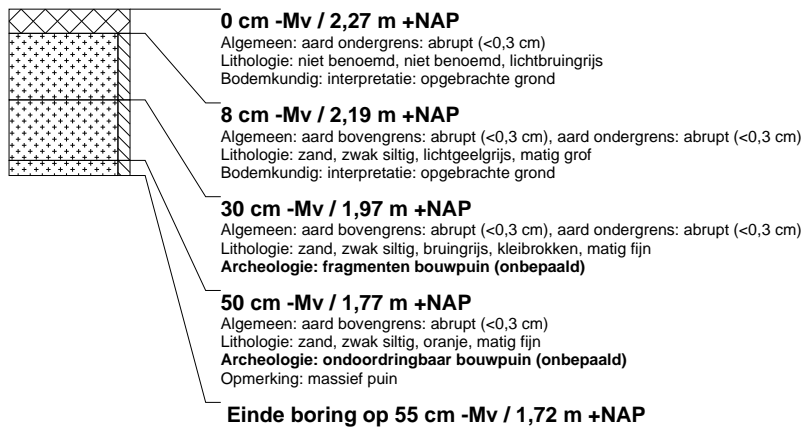 0 cm -Mv / 2,27 m +NAP
Algemeen: aard ondergrens: abrupt (<0,3 cm)
Lithologie: niet benoemd, niet benoemd, lichtbruingrijs
Bodemkundig: interpretatie: opgebrachte grond
8 cm -Mv / 2,19 m +NAP
Algemeen: aard bovengrens: abrupt (<0,3 cm), aard ondergrens: abrupt (<0,3 cm)
Lithologie: zand, zwak siltig, lichtgeelgrijs, matig grof
Bodemkundig: interpretatie: opgebrachte grond
30 cm -Mv / 1,97 m +NAP
Algemeen: aard bovengrens: abrupt (<0,3 cm), aard ondergrens: abrupt (<0,3 cm)
Lithologie: zand, zwak siltig, bruingrijs, kleibrokken, matig fijn
Archeologie: fragmenten bouwpuin (onbepaald)
50 cm -Mv / 1,77 m +NAP
Algemeen: aard bovengrens: abrupt (<0,3 cm)
Lithologie: zand, zwak siltig, oranje, matig fijn
Archeologie: ondoordringbaar bouwpuin (onbepaald)
Opmerking: massief puin
Einde boring op 55 cm -Mv / 1,72 m +NAP